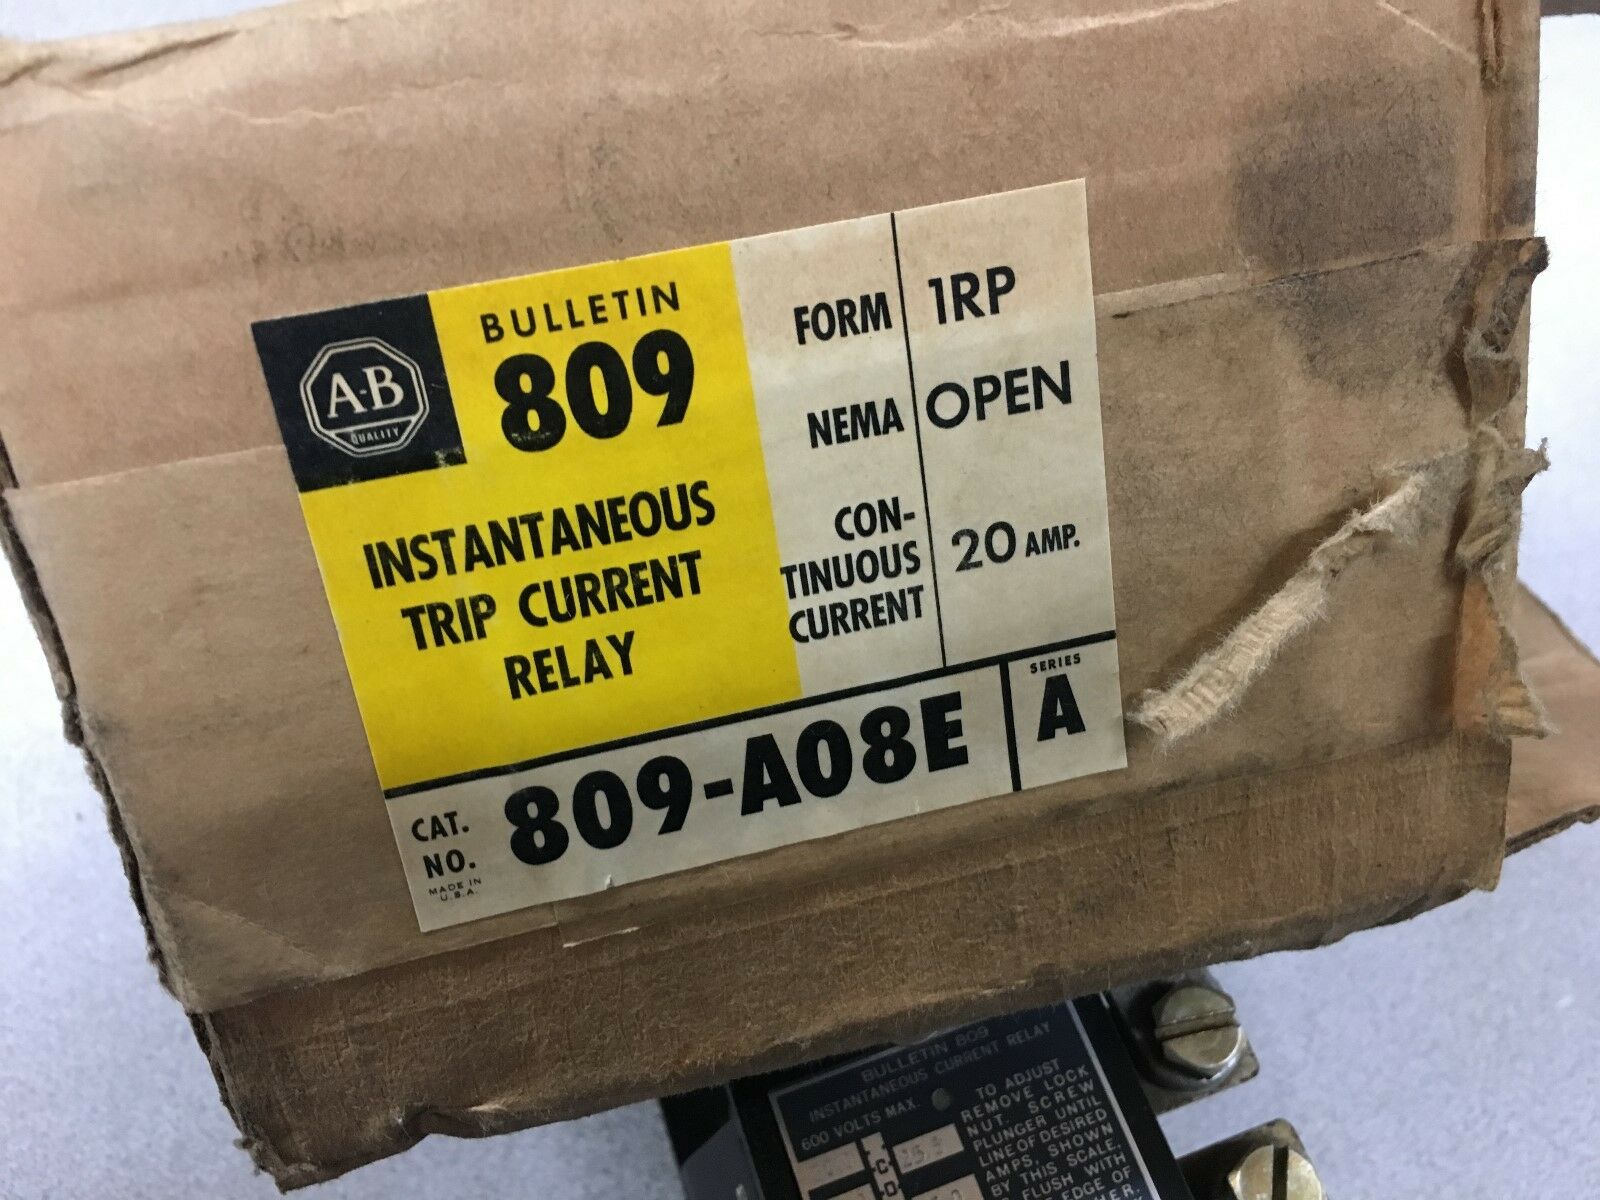 A-B
QUALITY
BULLETIN
809
INSTANTANEOUS
TRIP CURRENT
RELAY
FORM 1RP
NEMA OPEN
CON-
TINUOUS
CURRENT
20 AMP.
CAT.
NO.
809-A08E
SERIES
A
MADE IN
U.S.A.
BULLETIN 809
INSTANTANEOUS CURRENT RELAY
600 VOLTS MAX.
TO ADJUST
REMOVE LOCK
NUT. SCREW
PLUNGER UNTIL
LINE OF DESIRED
AMPS, SHOWN
BY THIS SCALE,
FLUSH WITH
EDGE OF
C
D